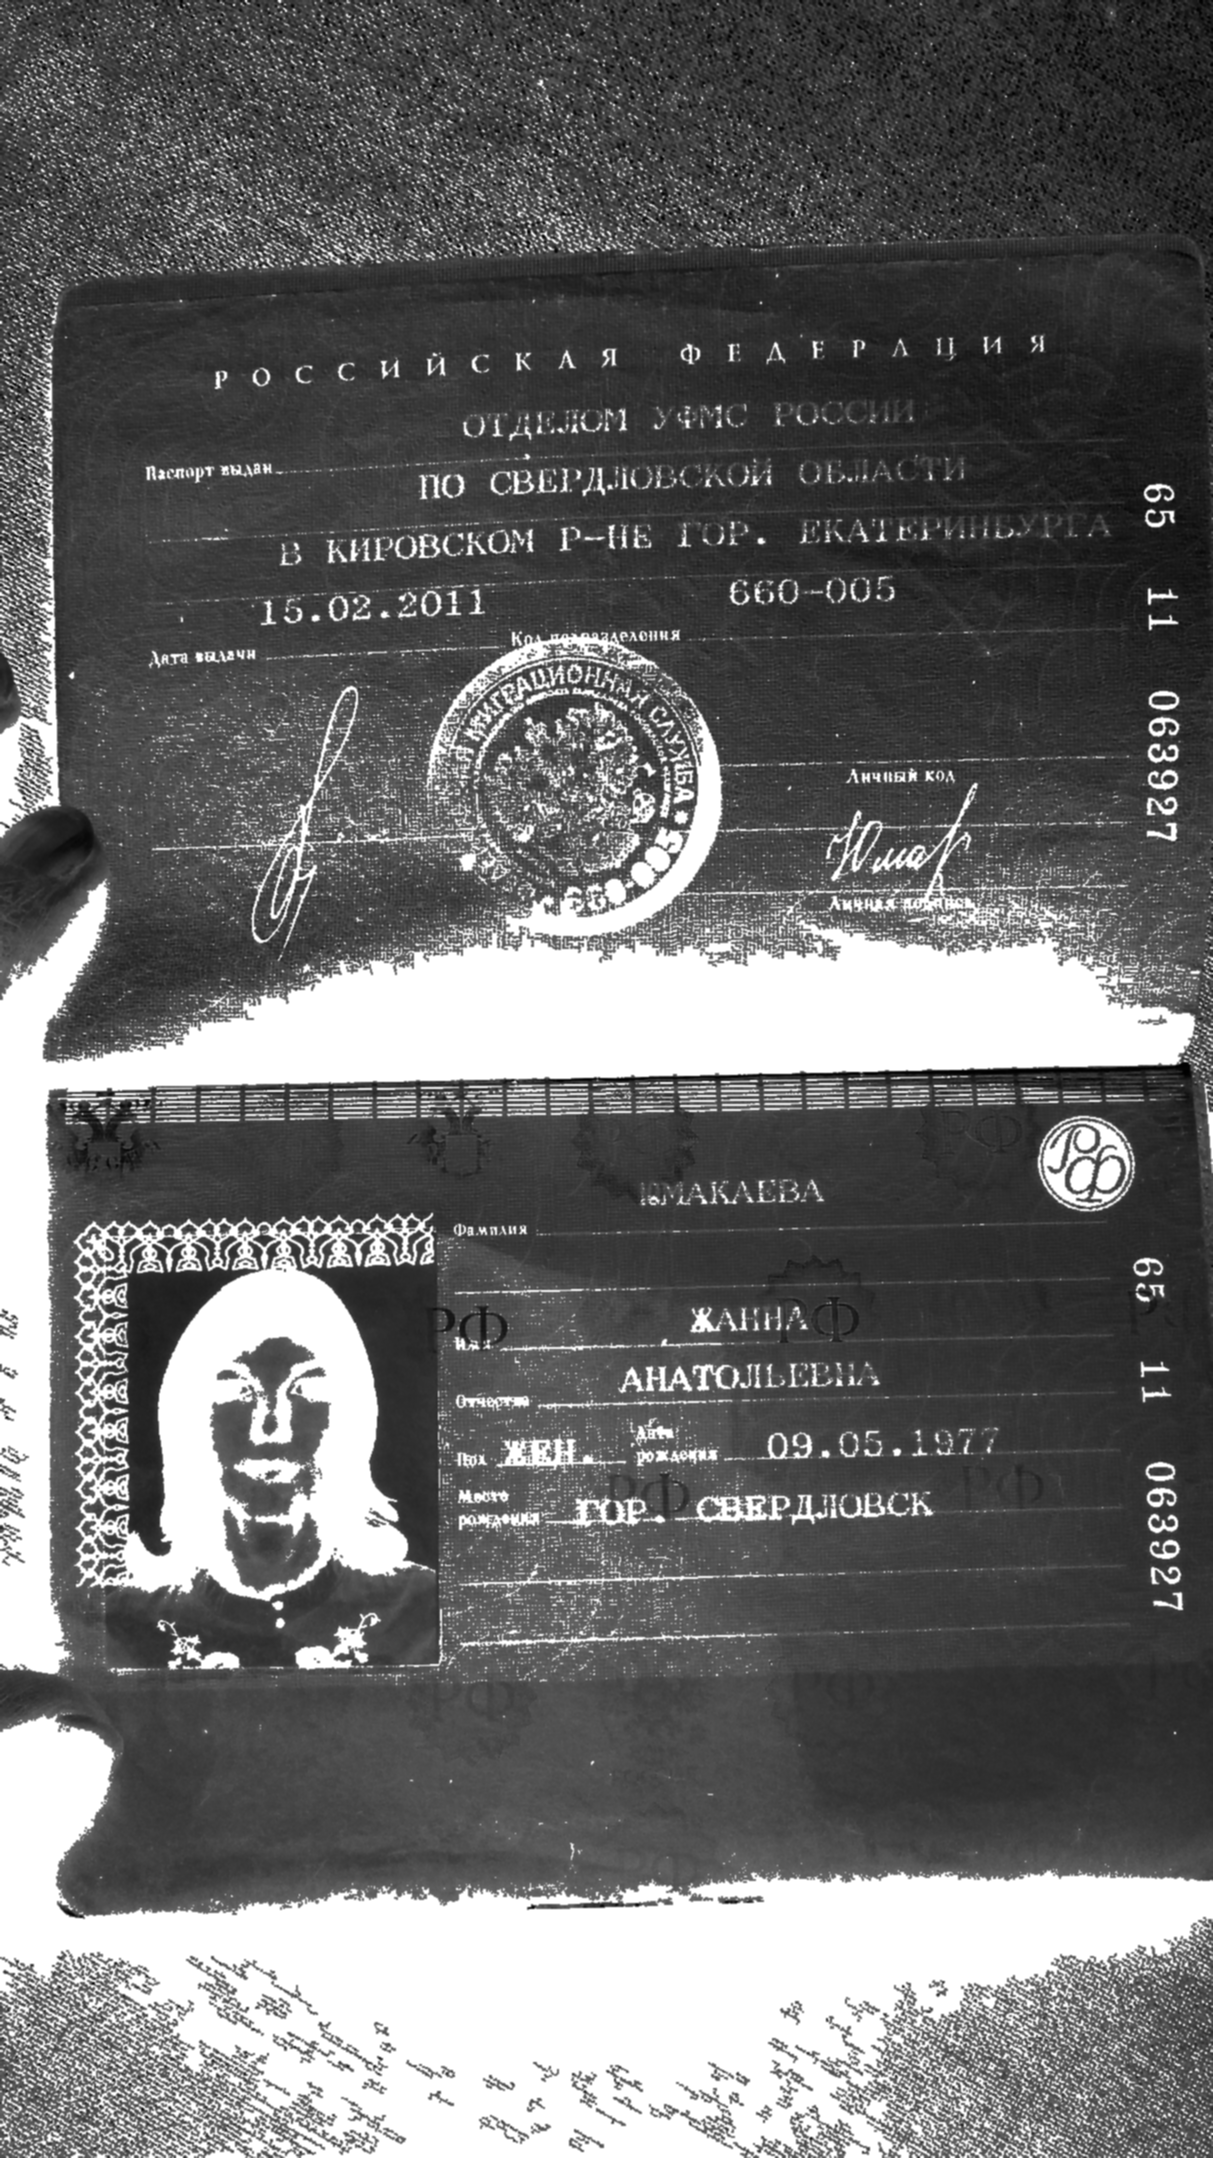 РОССИЙСКАЯ ФЕДЕРАЦИЯ
ОТДЕЛОМ УФМС РОССИИ
Паспорт выдан
ПО СВЕРДЛОВСКОЙ ОБЛАСТИ
В КИРОВСКОМ Р-НЕ ГОР. ЕКАТЕРИНБУРГА
15.02.2011 660-005
Дата выдачи Код подразделения
МИГРАЦИОННАЯ СЛУЖБА
660-005
Личный код
Юмак
Личная подпись
65 11 063927
РФ
ЮМАКАЕВА
Фамилия
ЖАННА
Имя
АНАТОЛЬЕВНА
Отчество
Пол ЖЕН. Дата рождения 09.05.1977
Место рождения ГОР. СВЕРДЛОВСК
65 11 063927